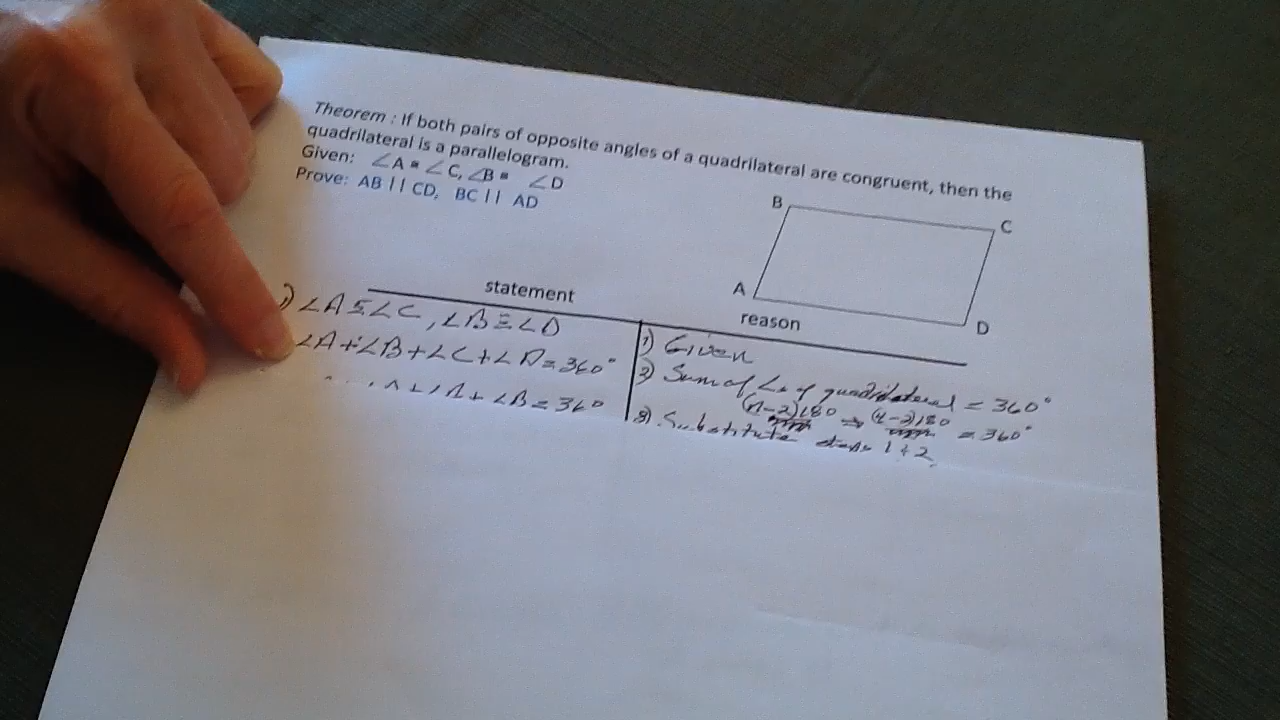 Theorem : If both pairs of opposite angles of a quadrilateral are congruent, then the
quadrilateral is a parallelogram.
Given: ∠A = ∠C, ∠B = ∠D
Prove: AB || CD, BC || AD
B
C
A
D
statement
reason
1) ∠A ≅ ∠C, ∠B ≅ ∠D
∠A + ∠B + ∠C + ∠D = 360°
+ ∠A + ∠B = 360
1) Given
2) Sum of ∠s of quadrilateral = 360°
(n-2)180 ⇒ (4-2)180 = 360°
3) Substitute steps 1 & 2